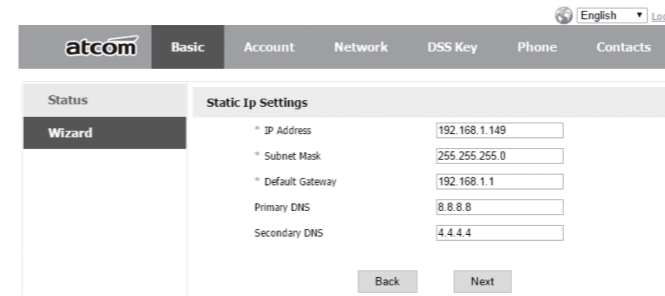 English
atcom Basic Account Network DSS Key Phone Contacts
Status
Static Ip Settings
Wizard
* IP Address 192.168.1.149
* Subnet Mask 255.255.255.0
* Default Gateway 192.168.1.1
Primary DNS 8.8.8.8
Secondary DNS 4.4.4.4
Back Next